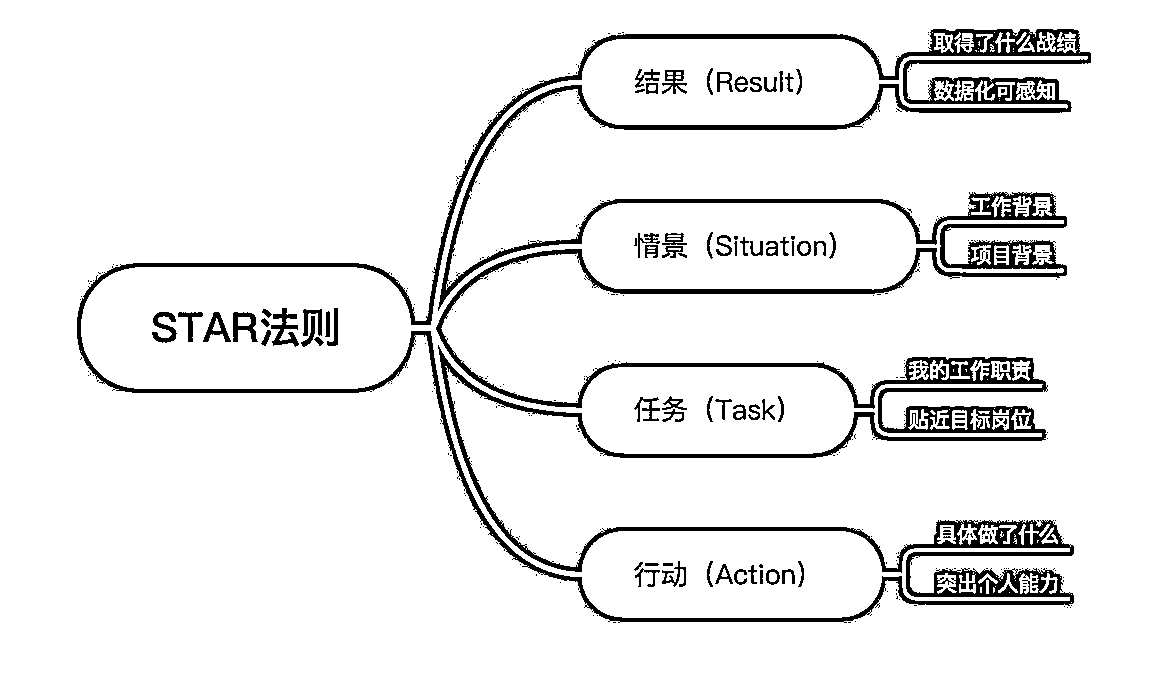 STAR法则
结果（Result）
取得了什么战绩
数据化可感知
情景（Situation）
工作背景
项目背景
任务（Task）
我的工作职责
贴近目标岗位
行动（Action）
具体做了什么
突出个人能力